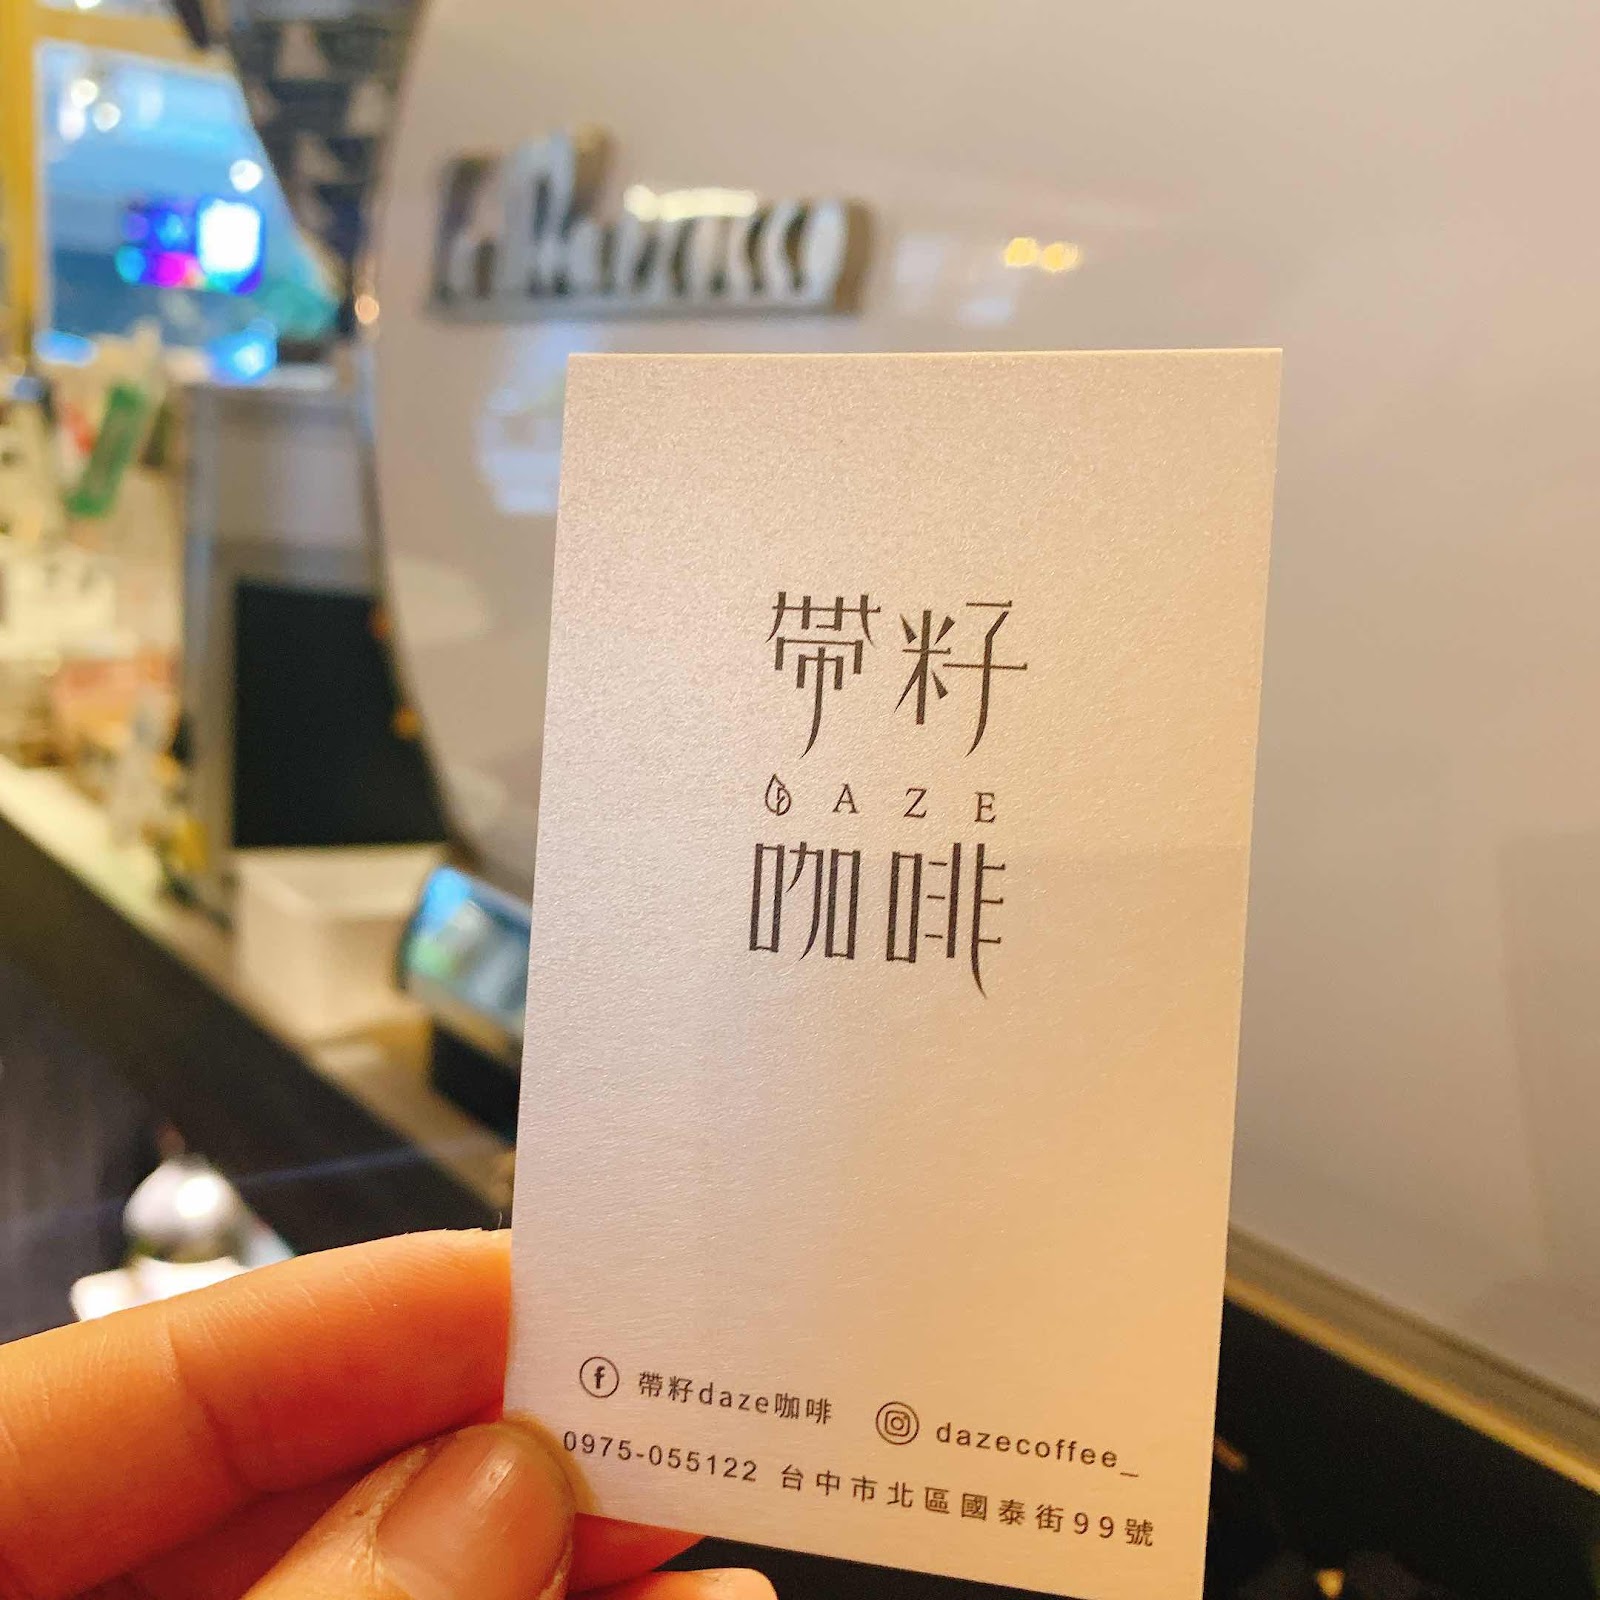 帶籽
DAZE
咖啡
帶籽daze咖啡 dazecoffee_
0975-055122 台中市北區國泰街99號